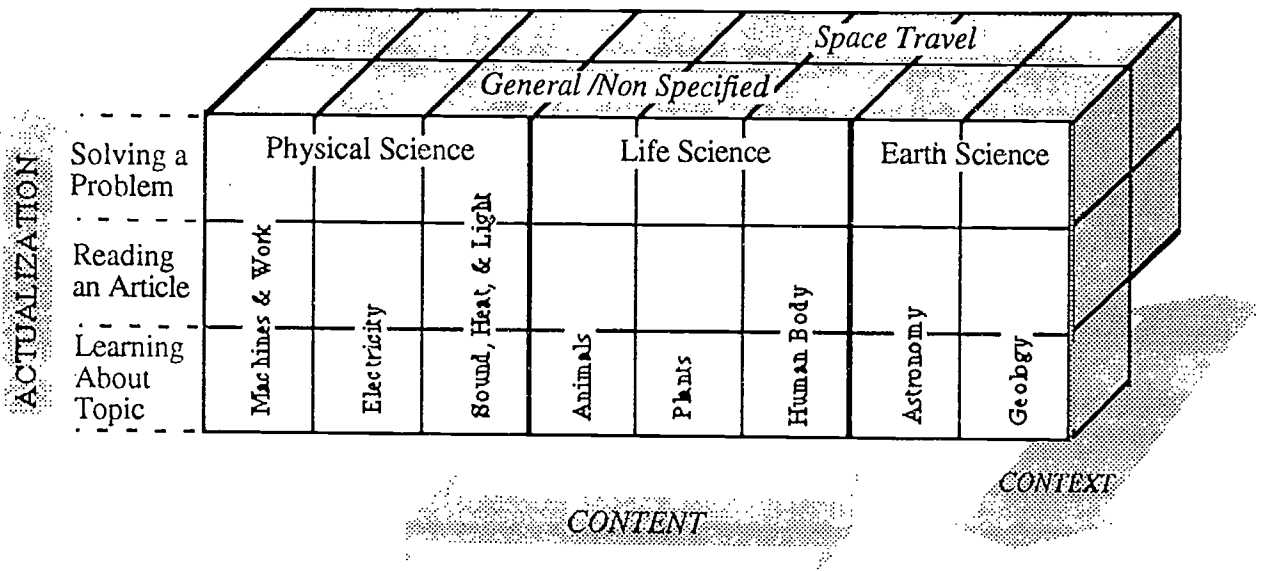 Space Travel
General /Non Specified
ACTUALIZATION
Solving a
Problem
Reading
an Article
Learning
About
Topic
Physical Science
Life Science
Earth Science
Machines & Work
Electricity
Sound, Heat, & Light
Animals
Plants
Human Body
Astronomy
Geology
CONTEXT
CONTENT